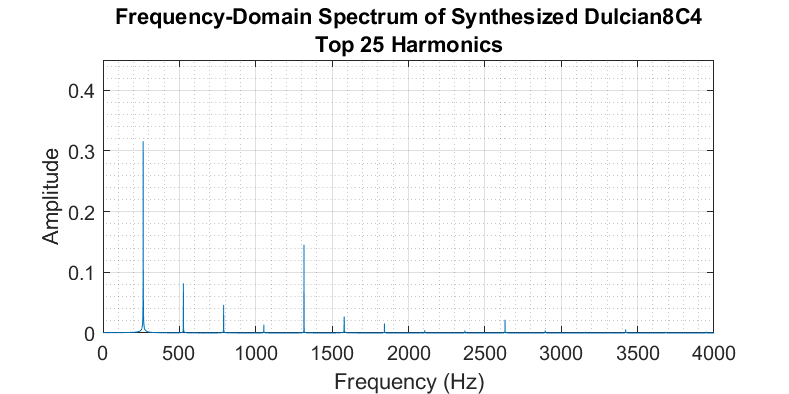 Frequency-Domain Spectrum of Synthesized Dulcian8C4
Top 25 Harmonics
Amplitude
0.4
0.3
0.2
0.1
0
0 500 1000 1500 2000 2500 3000 3500 4000
Frequency (Hz)